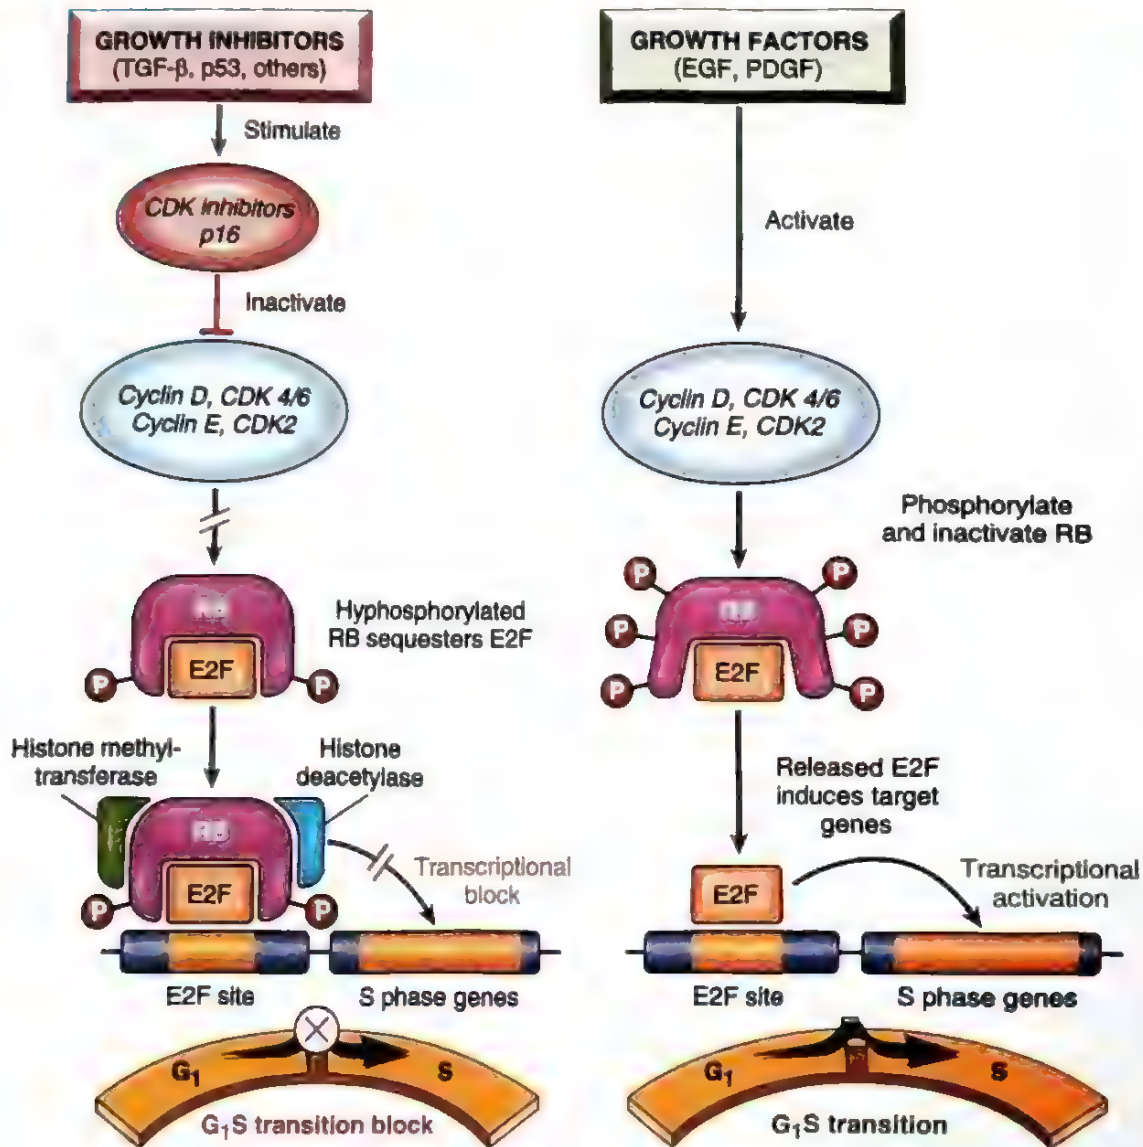 GROWTH INHIBITORS
(TGF-β, p53, others)
Stimulate
CDK inhibitors
p16
Inactivate
Cyclin D, CDK 4/6
Cyclin E, CDK2
RB
Hyphosphorylated
RB sequesters E2F
E2F
P
P
Histone methyl-
transferase
Histone
deacetylase
RB
E2F
P
P
Transcriptional
block
E2F site
S phase genes
G₁
S
G₁S transition block
GROWTH FACTORS
(EGF, PDGF)
Activate
Cyclin D, CDK 4/6
Cyclin E, CDK2
Phosphorylate
and inactivate RB
P
P
P
P
P
P
E2F
Released E2F
induces target
genes
E2F
Transcriptional
activation
E2F site
S phase genes
G₁
S
G₁S transition